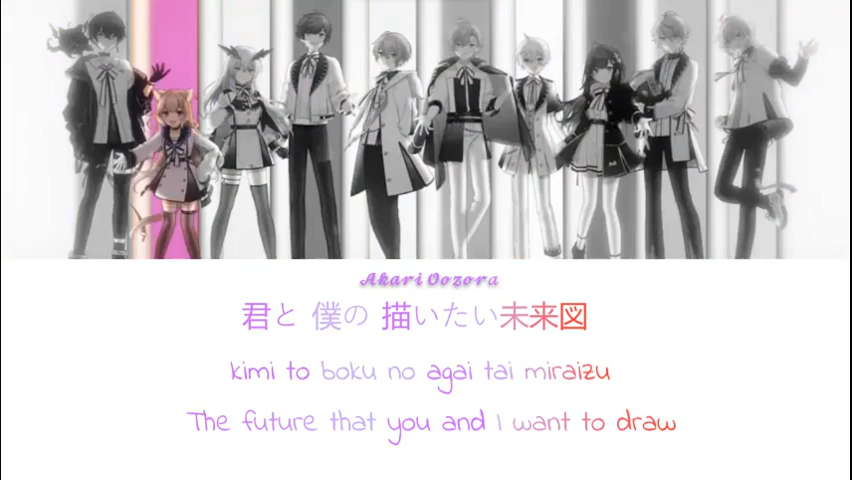 Akari Oozora
君と 僕の 描いたい未来図
kimi to boku no agai tai miraizu
The future that you and I want to draw